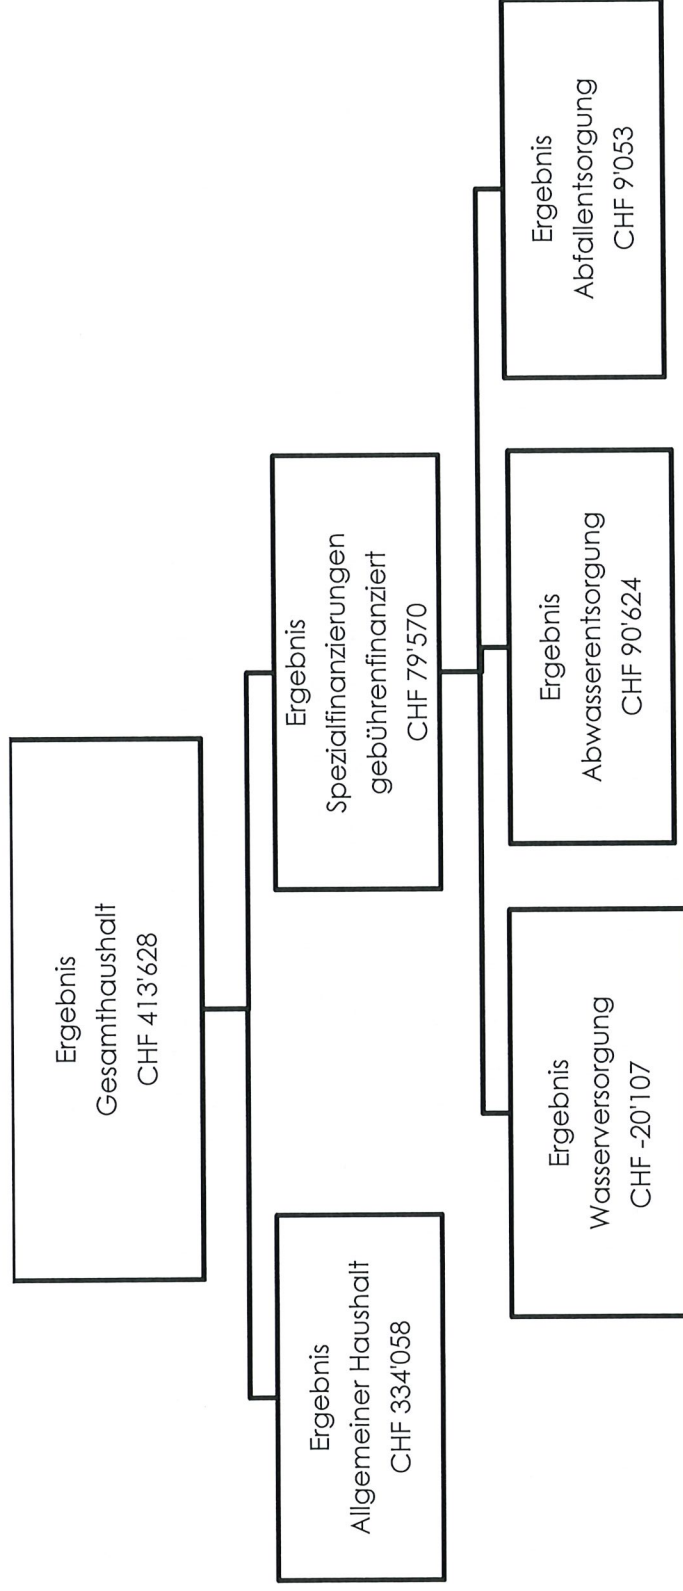 Ergebnis
Gesamthaushalt
CHF 413'628
Ergebnis
Allgemeiner Haushalt
CHF 334'058
Ergebnis
Spezialfinanzierungen
gebührenfinanziert
CHF 79'570
Ergebnis
Wasserversorgung
CHF -20'107
Ergebnis
Abwasserentsorgung
CHF 90'624
Ergebnis
Abfallentsorgung
CHF 9'053